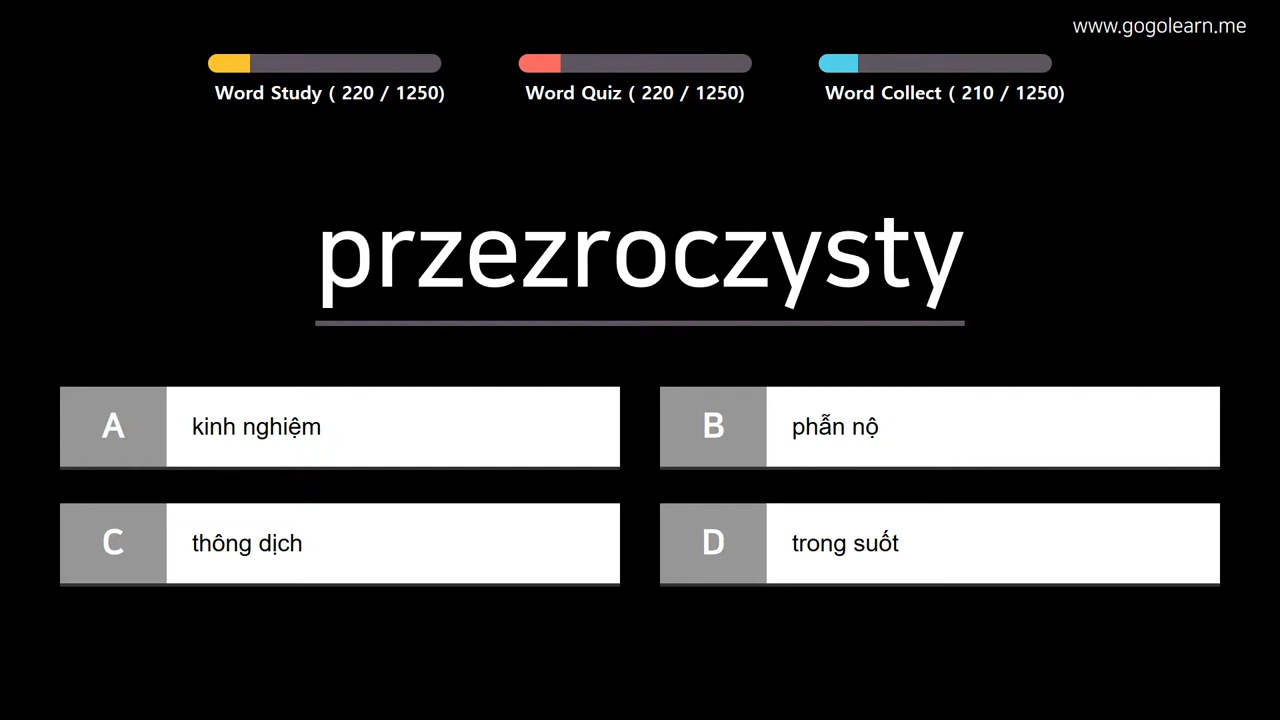 www.gogolearn.me
Word Study ( 220 / 1250)
Word Quiz ( 220 / 1250)
Word Collect ( 210 / 1250)
przezroczysty
A kinh nghiệm
B phẫn nộ
C thông dịch
D trong suốt